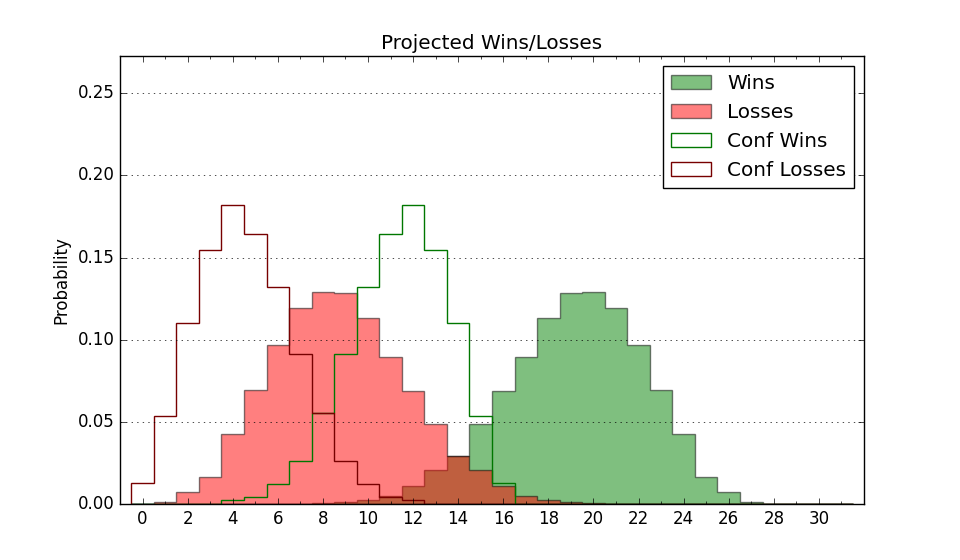 Projected Wins/Losses
Wins
Losses
Conf Wins
Conf Losses
Probability
0.25
0.20
0.15
0.10
0.05
0.00
0 2 4 6 8 10 12 14 16 18 20 22 24 26 28 30